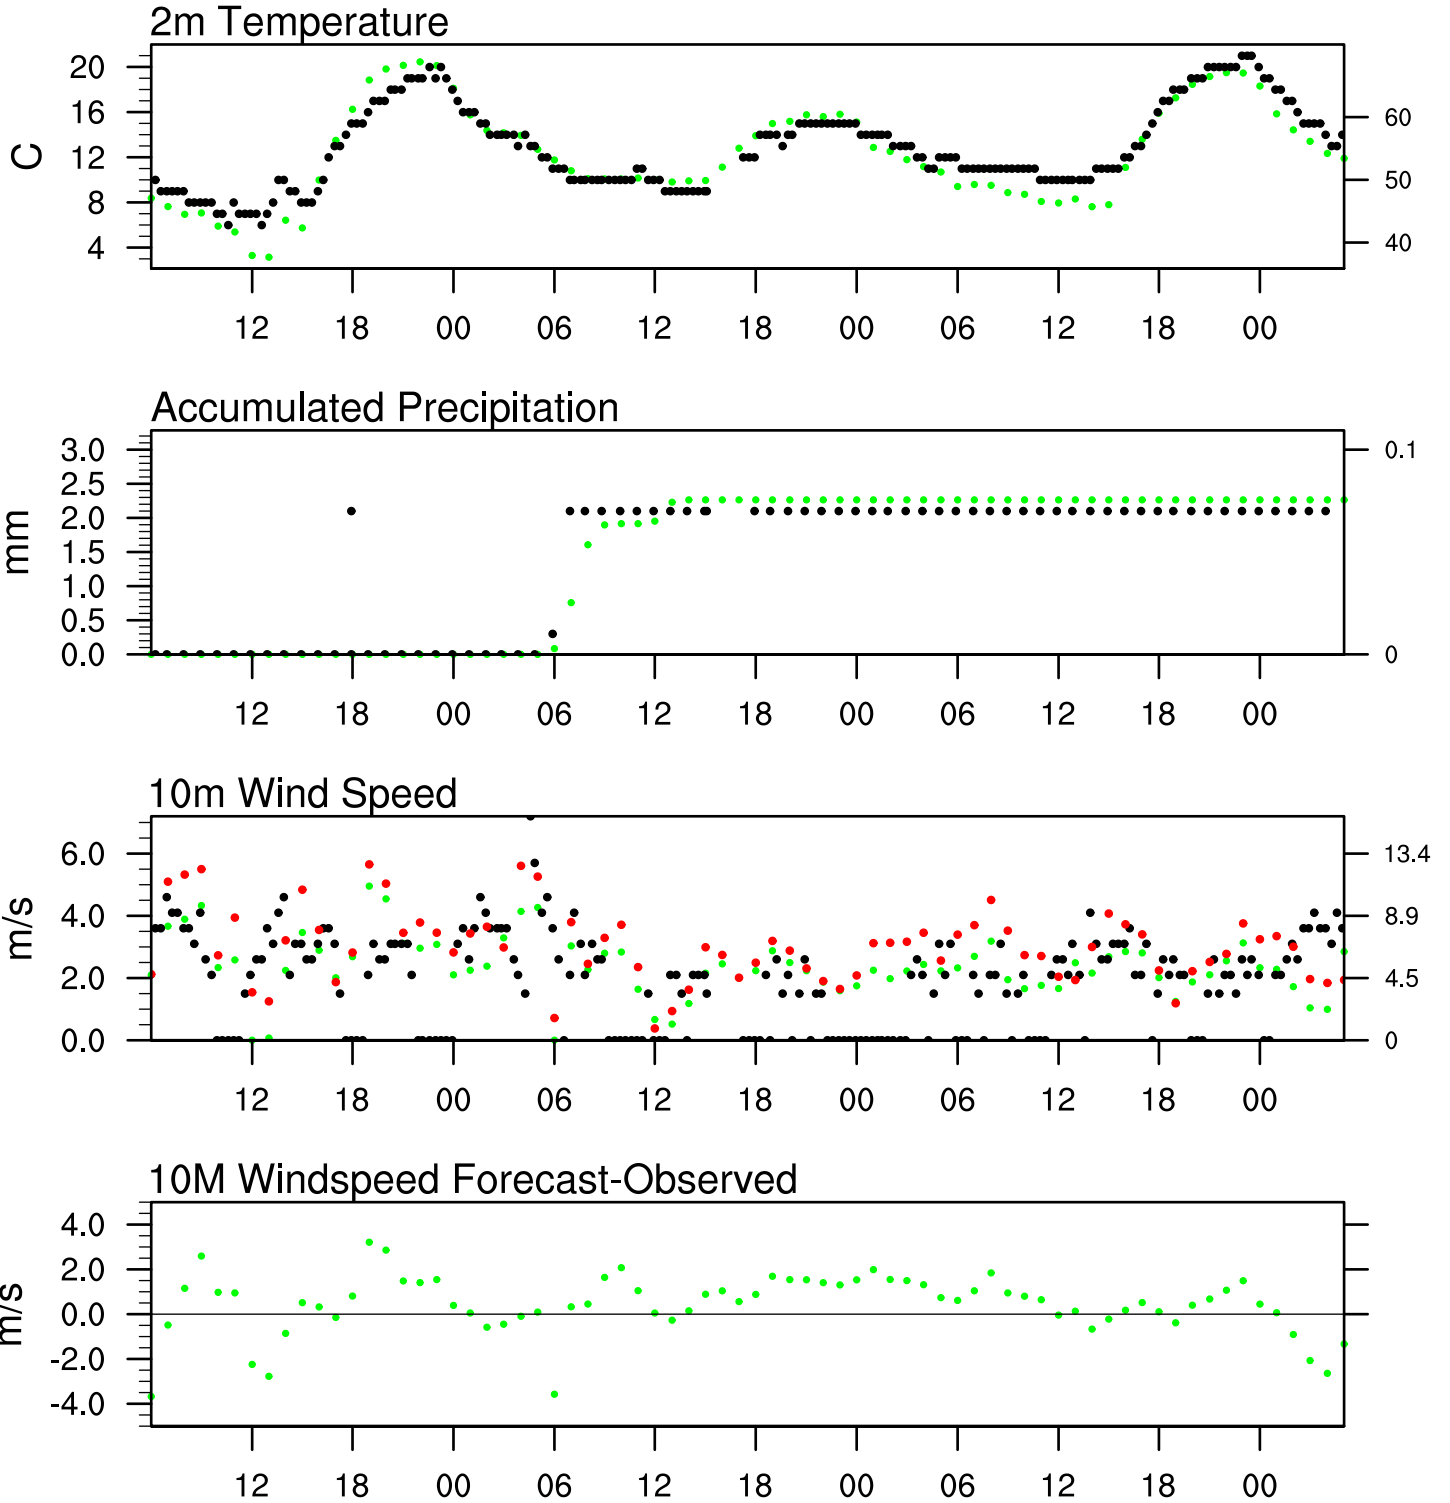 2m Temperature
C
20
16
12
8
4
60
50
40
12 18 00 06 12 18 00 06 12 18 00
Accumulated Precipitation
mm
3.0
2.5
2.0
1.5
1.0
0.5
0.0
0.1
0
12 18 00 06 12 18 00 06 12 18 00
10m Wind Speed
m/s
6.0
4.0
2.0
0.0
13.4
8.9
4.5
0
12 18 00 06 12 18 00 06 12 18 00
10M Windspeed Forecast-Observed
m/s
4.0
2.0
0.0
-2.0
-4.0
12 18 00 06 12 18 00 06 12 18 00